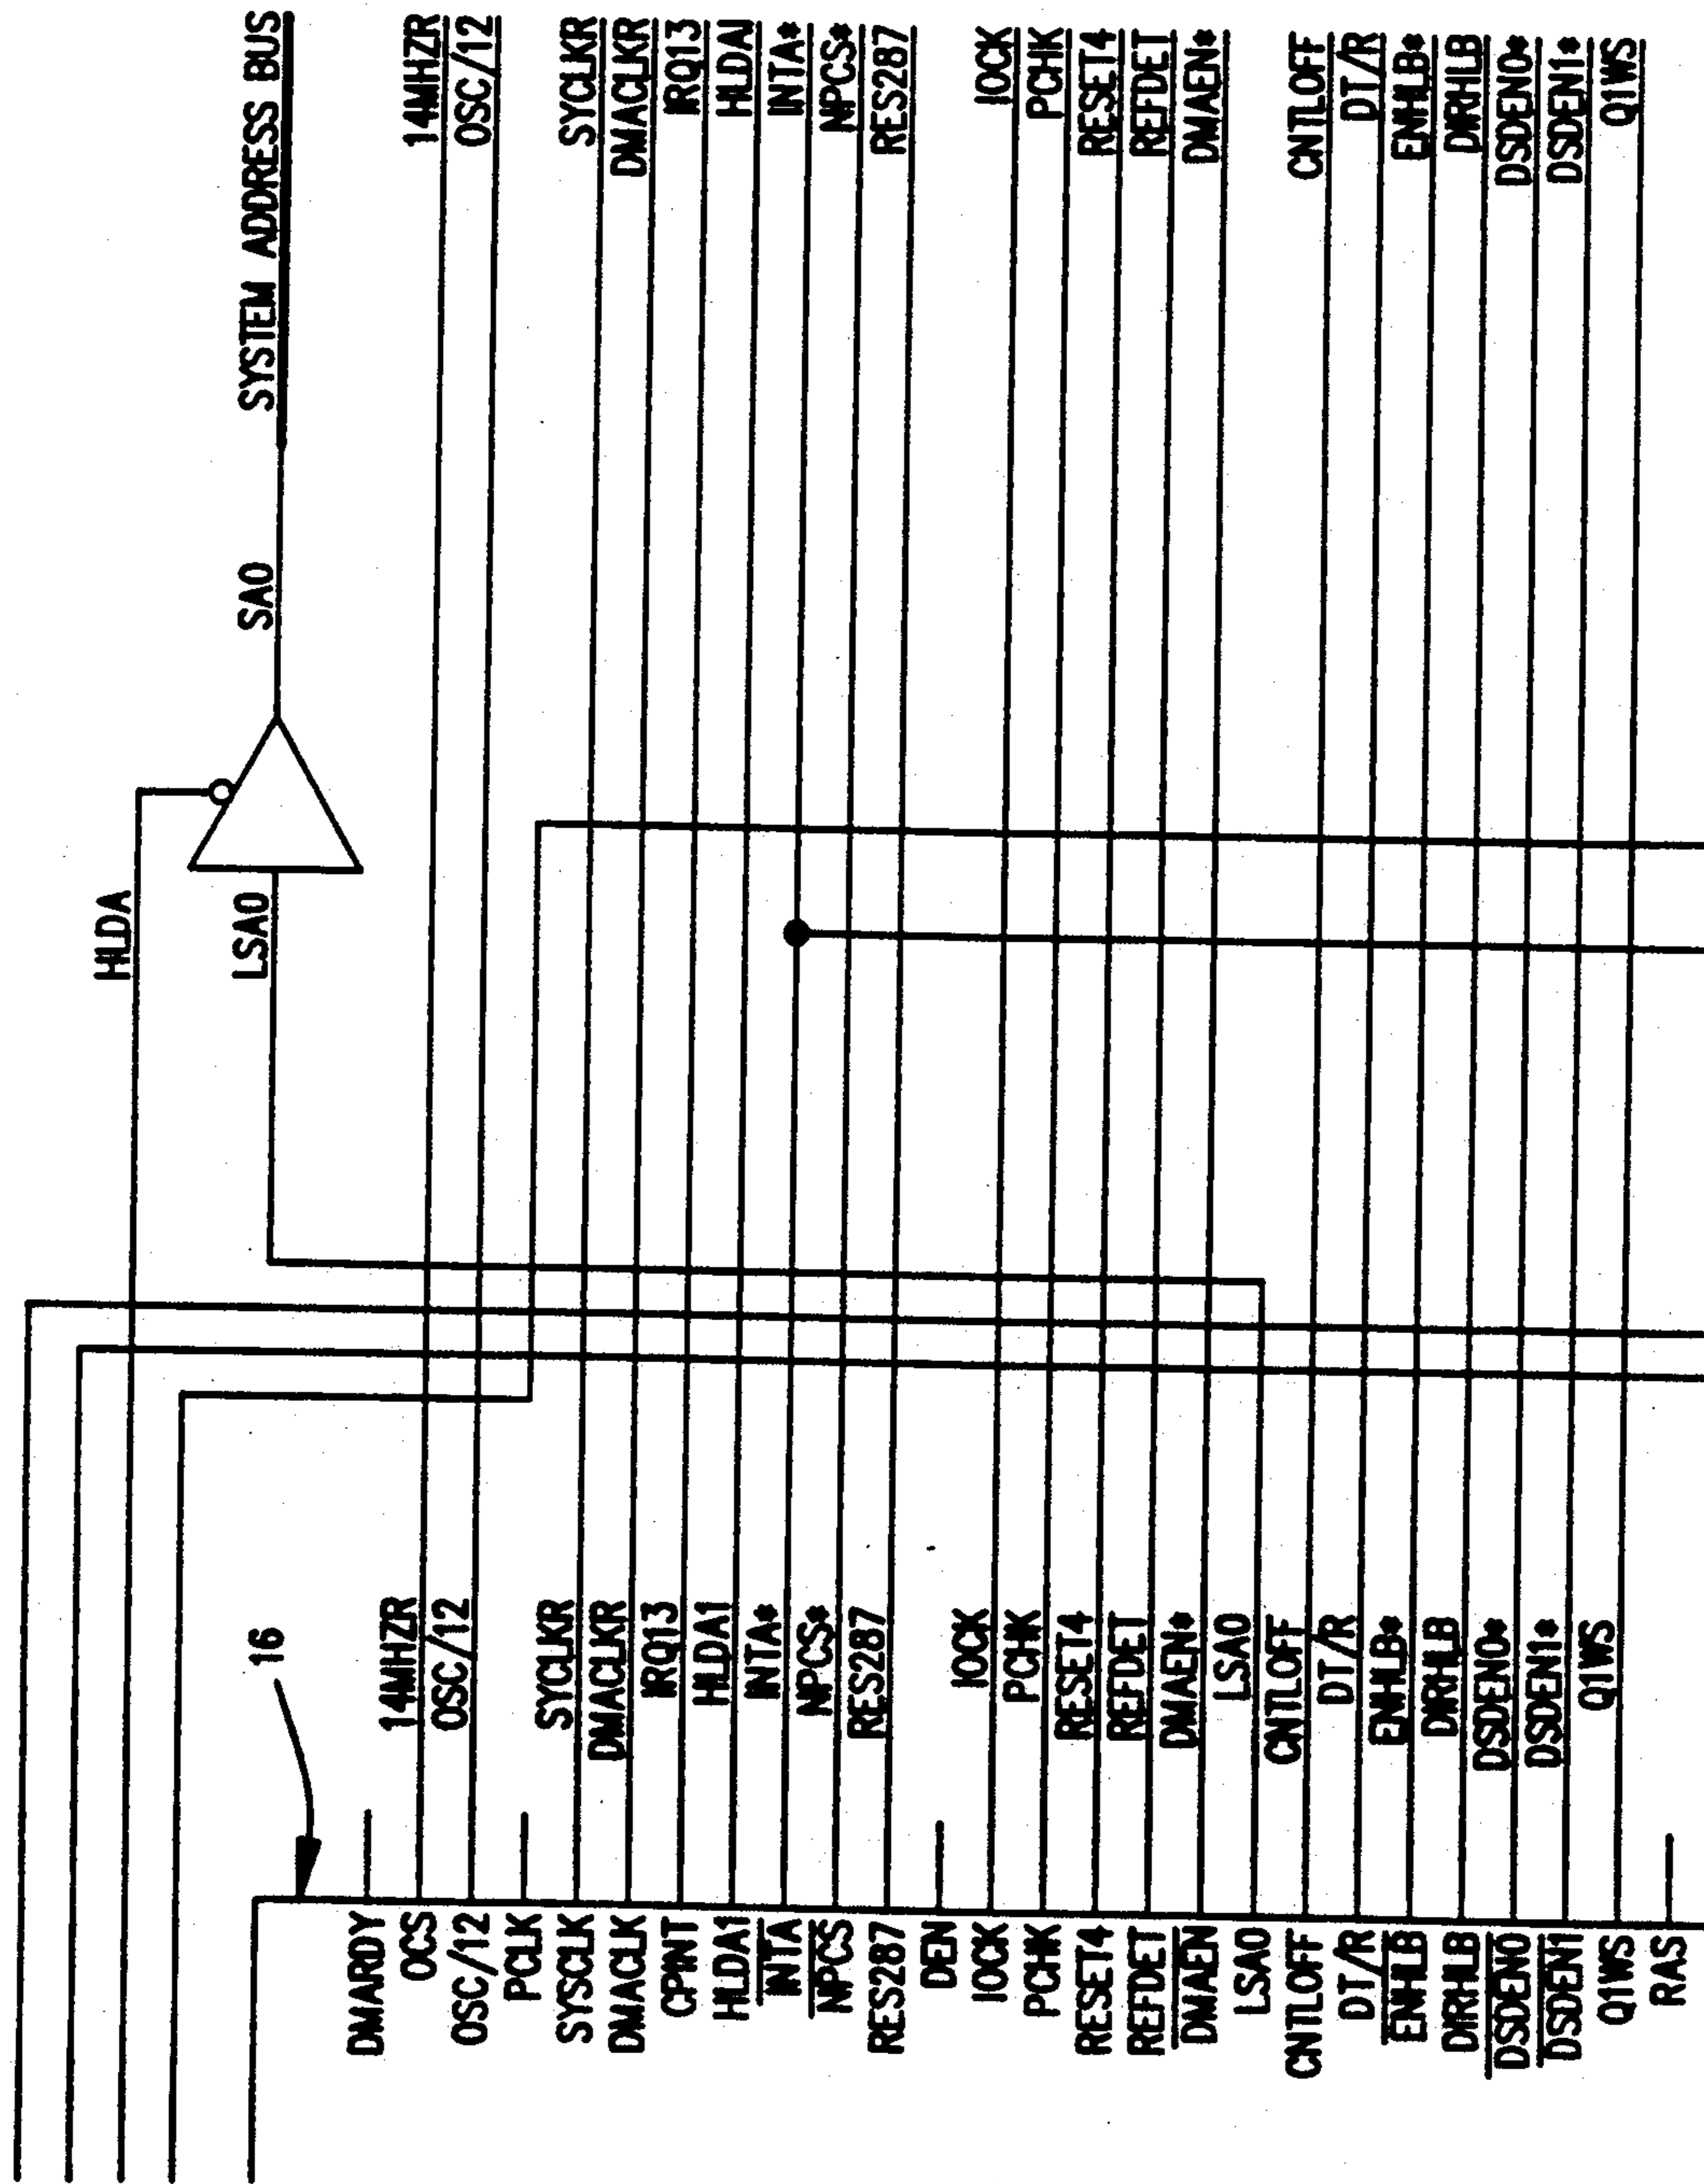 HLDA
LSA0 SA0 SYSTEM ADDRESS BUS
16
DMARDY
OCS 14MHZR 14MHZR
OSC/12 OSC/12 OSC/12
PCLK
SYSCLK SYCLKR SYCLKR
DMACLK DMACLKR DMACLKR
CPINT IRQ13 IRQ13
HLDA1 HLDA1 HLDA1
INTA INTA* INTA*
NPCS NPCS* NPCS*
RES287 RES287 RES287
DEN
IOCK IOCK IOCK
PCHK PCHK PCHK
RESET4 RESET4 RESET4
REFDET REFDET REFDET
DMAEN DMAEN* DMAEN*
LSA0 LSA0
CNTLOFF CNTLOFF CNTLOFF
DT/R DT/R DT/R
ENHLB ENHLB* ENHLB*
DIRHLB DIRHLB DIRHLB
DSDEN0 DSDEN0* DSDEN0*
DSDEN1 DSDEN1* DSDEN1*
Q1WS Q1WS Q1WS
RAS